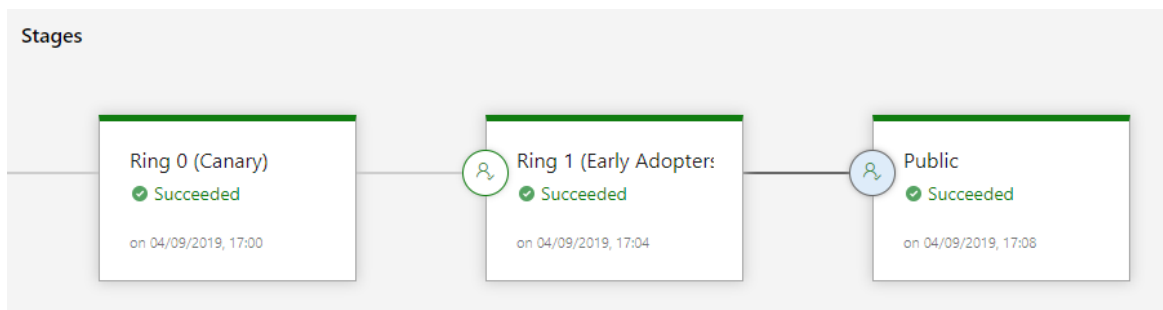 Stages
Ring 0 (Canary)
Succeeded
on 04/09/2019, 17:00
Ring 1 (Early Adopters
Succeeded
on 04/09/2019, 17:04
Public
Succeeded
on 04/09/2019, 17:08